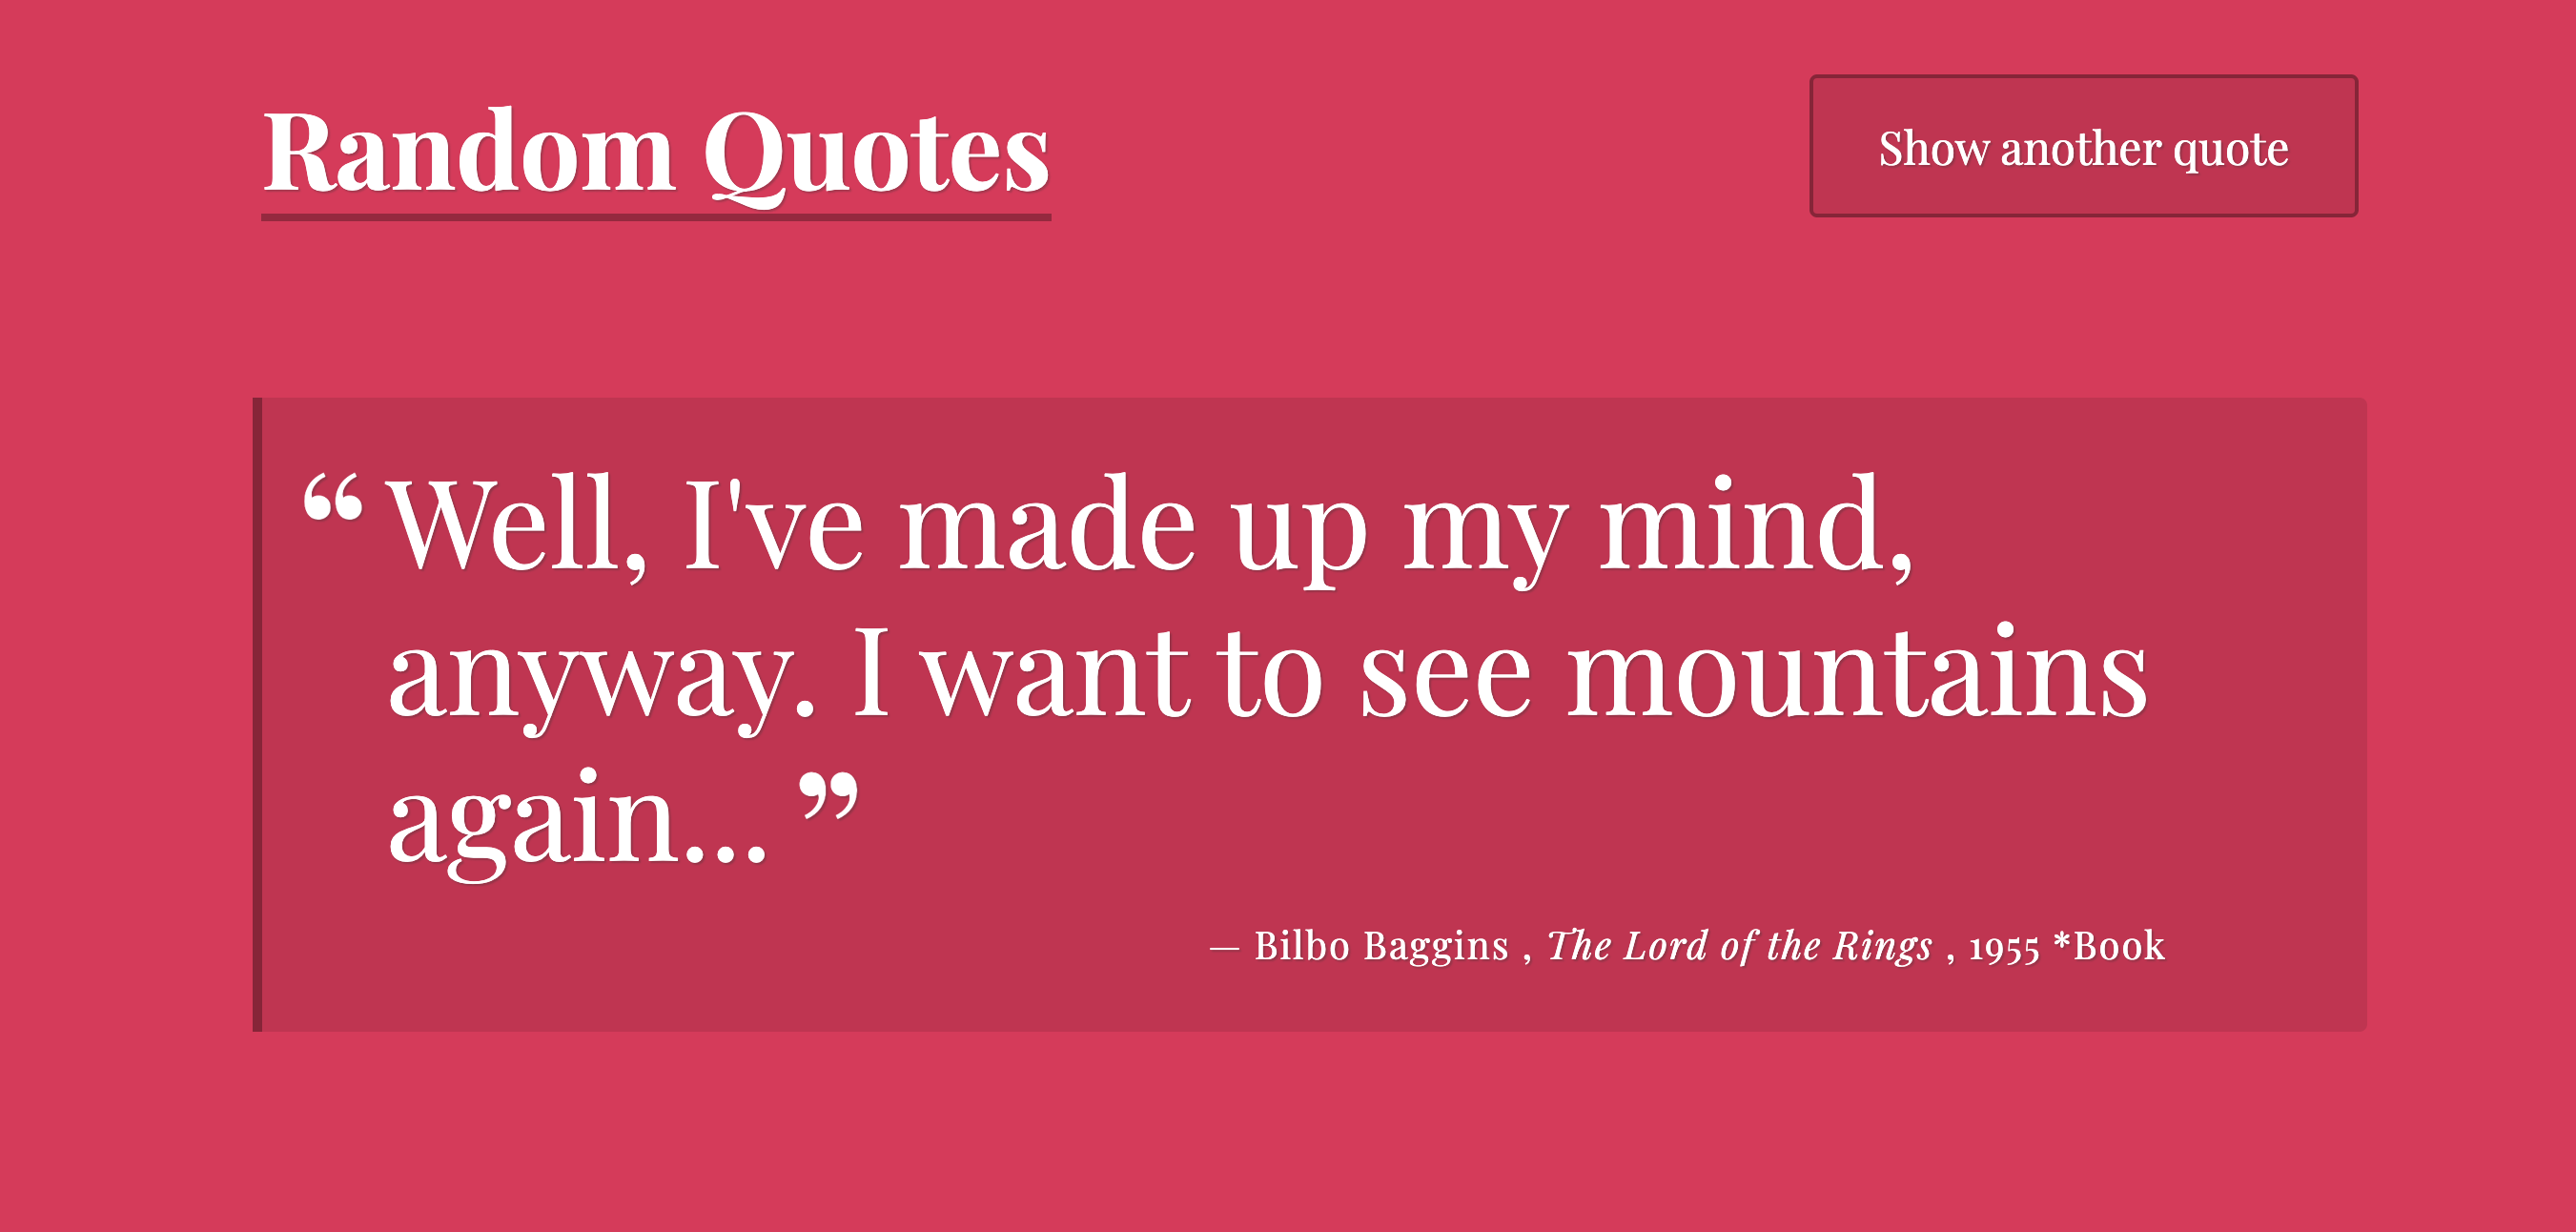 Random Quotes
Show another quote
“Well, I've made up my mind,
anyway. I want to see mountains
again...”
— Bilbo Baggins , The Lord of the Rings , 1955 *Book